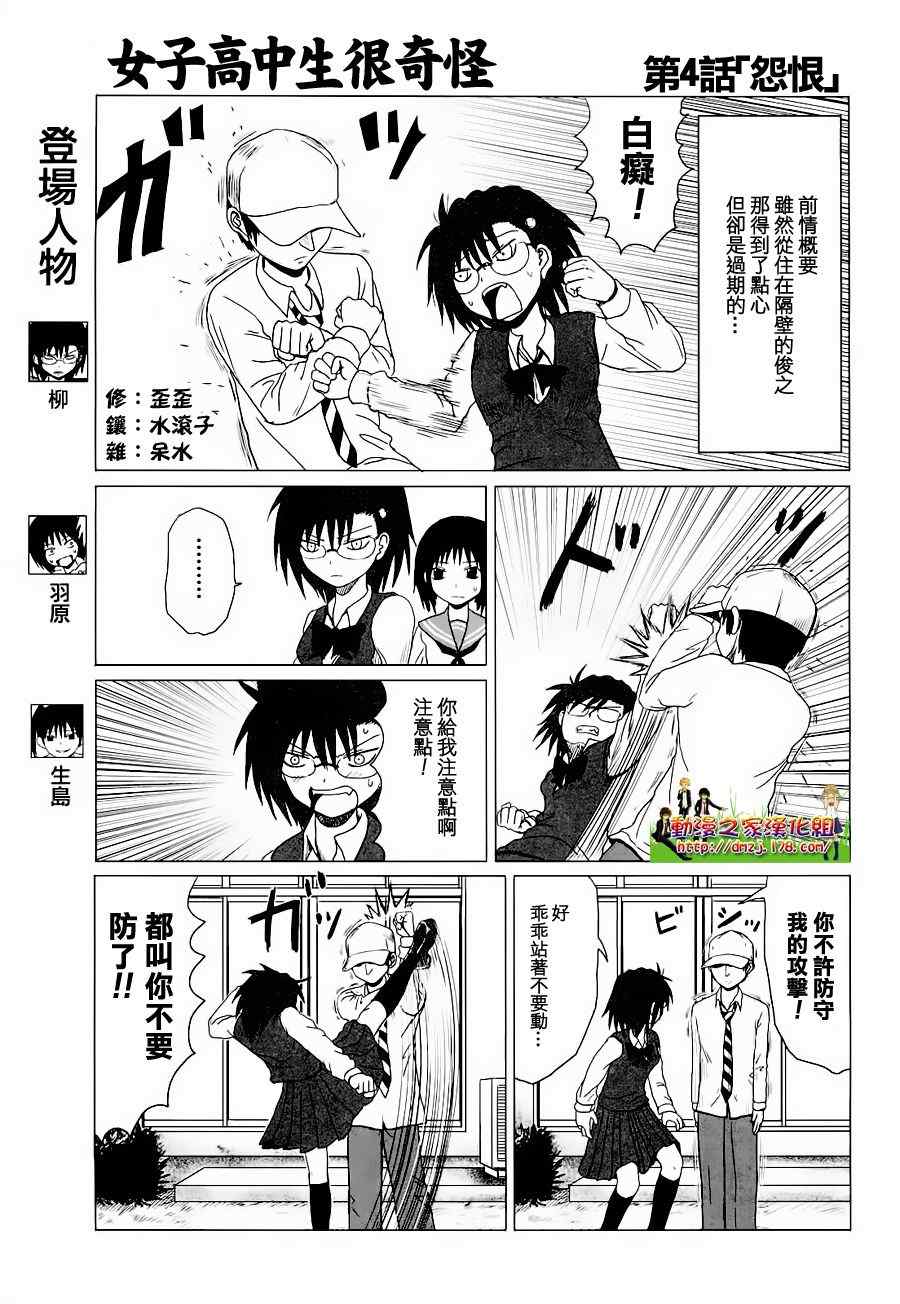 女子高中生很奇怪
第4話「怨恨」
登場人物
柳
羽原
生島
前情概要
雖然從住在隔壁的俊之
那得到了點心
但卻是過期的…
白癡！
ガッ
修：歪歪
鑲：水滾子
雜：呆水
ドッ
動漫之家漢化組
http://dmzj.178.com/
………
你給我注意點啊
注意點！
你不許防守
我的攻擊！
ビシッ
好
乖乖站著不要動…
ガッ
都叫你不要
防了！！